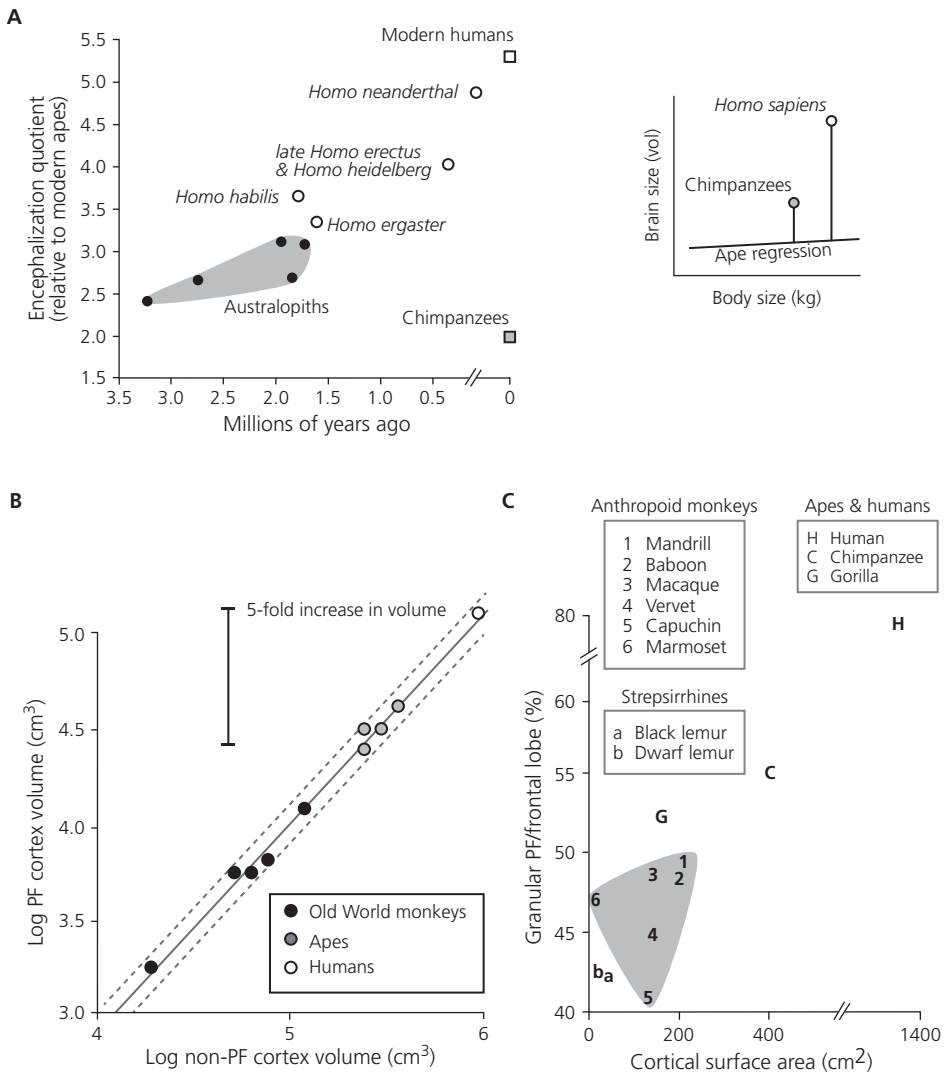 A
5.5
5.0
4.5
4.0
3.5
3.0
2.5
2.0
1.5
Encephalization quotient
(relative to modern apes)
Modern humans
Homo neanderthal
late Homo erectus
& Homo heidelberg
Homo habilis
Homo ergaster
Australopiths
Chimpanzees
3.5 3.0 2.5 2.0 1.5 1.0 0.5 0
Millions of years ago
Brain size (vol)
Homo sapiens
Chimpanzees
Ape regression
Body size (kg)
B
5.0
4.5
4.0
3.5
3.0
Log PF cortex volume (cm3)
5-fold increase in volume
Old World monkeys
Apes
Humans
4 5 6
Log non-PF cortex volume (cm3)
C
Anthropoid monkeys
1 Mandrill
2 Baboon
3 Macaque
4 Vervet
5 Capuchin
6 Marmoset
Apes & humans
H Human
C Chimpanzee
G Gorilla
Strepsirrhines
a Black lemur
b Dwarf lemur
80
60
55
50
45
40
Granular PF/frontal lobe (%)
H
C
G
1
3 2
6
4
b a
5
0 200 400 1400
Cortical surface area (cm2)